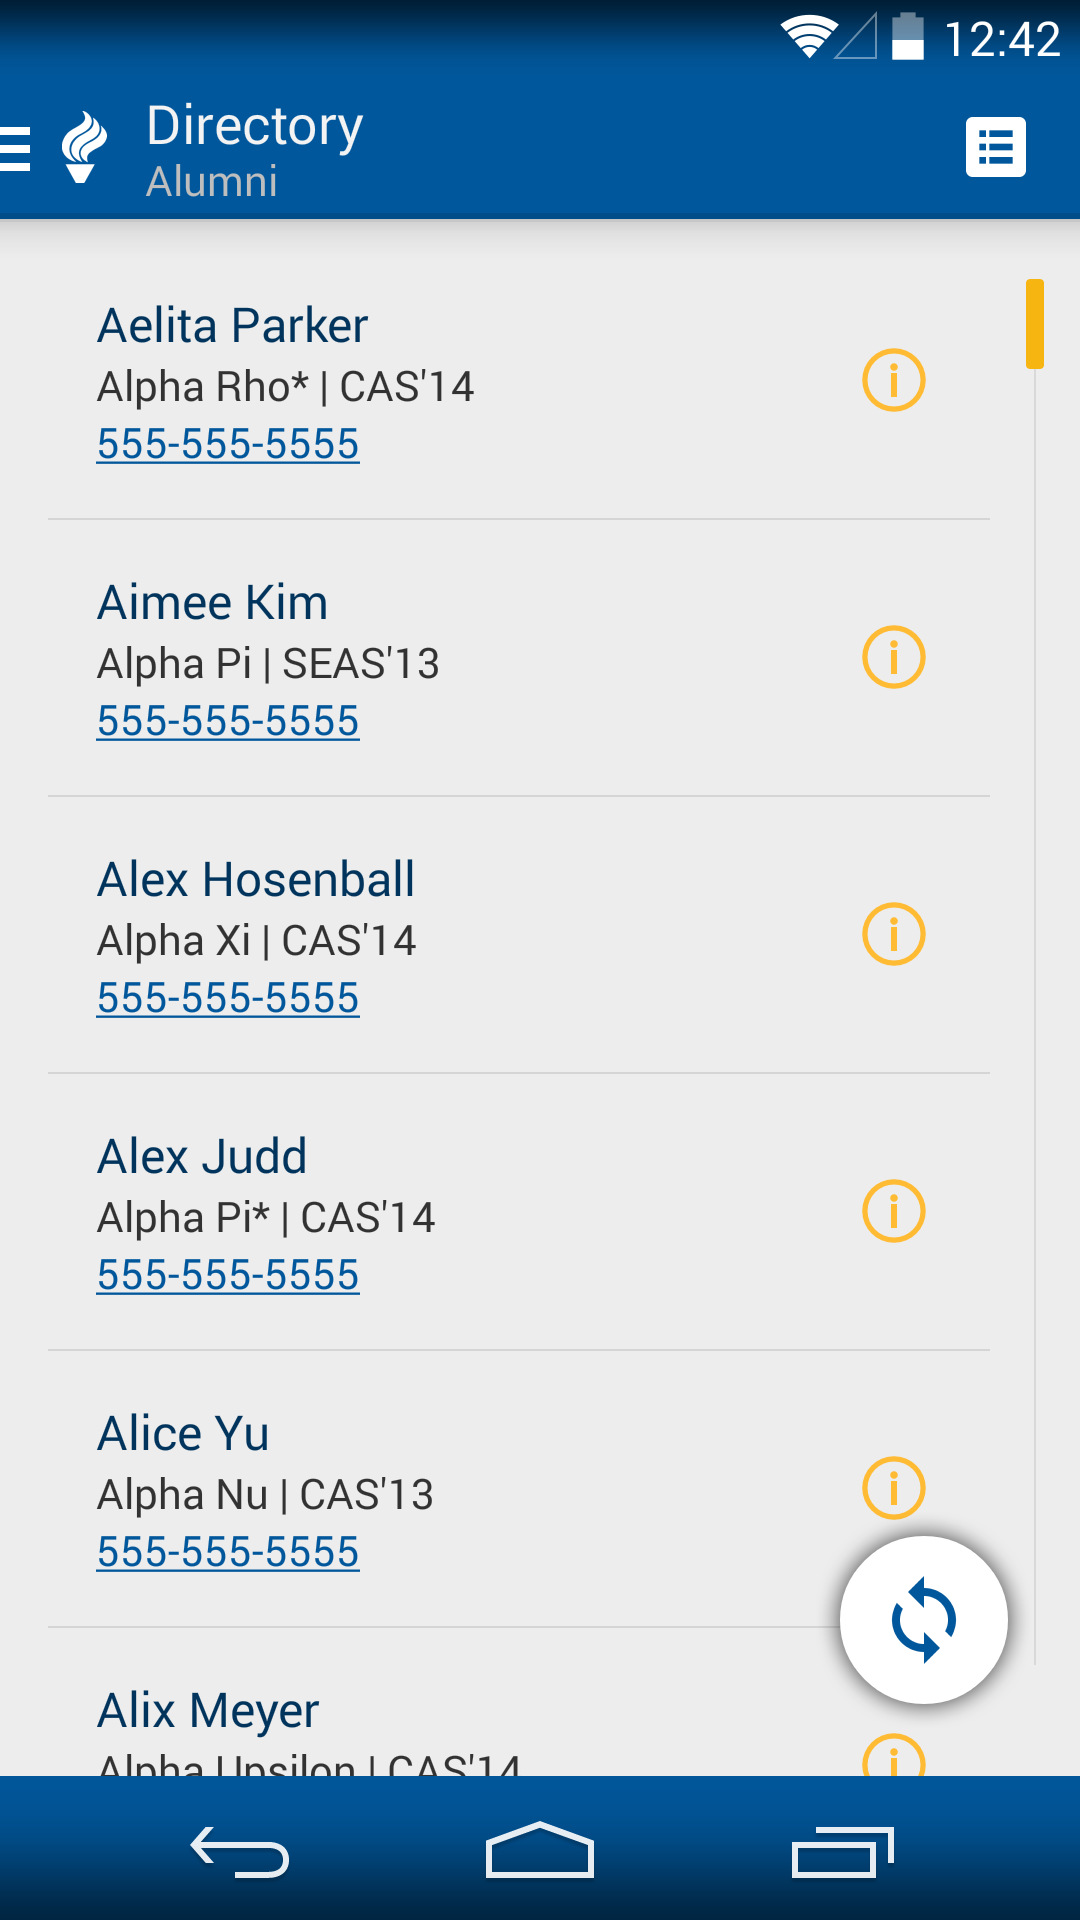 12:42
Directory
Alumni
Aelita Parker
Alpha Rho* | CAS'14
555-555-5555
Aimee Kim
Alpha Pi | SEAS'13
555-555-5555
Alex Hosenball
Alpha Xi | CAS'14
555-555-5555
Alex Judd
Alpha Pi* | CAS'14
555-555-5555
Alice Yu
Alpha Nu | CAS'13
555-555-5555
Alix Meyer
Alpha Upsilon | CAS'14